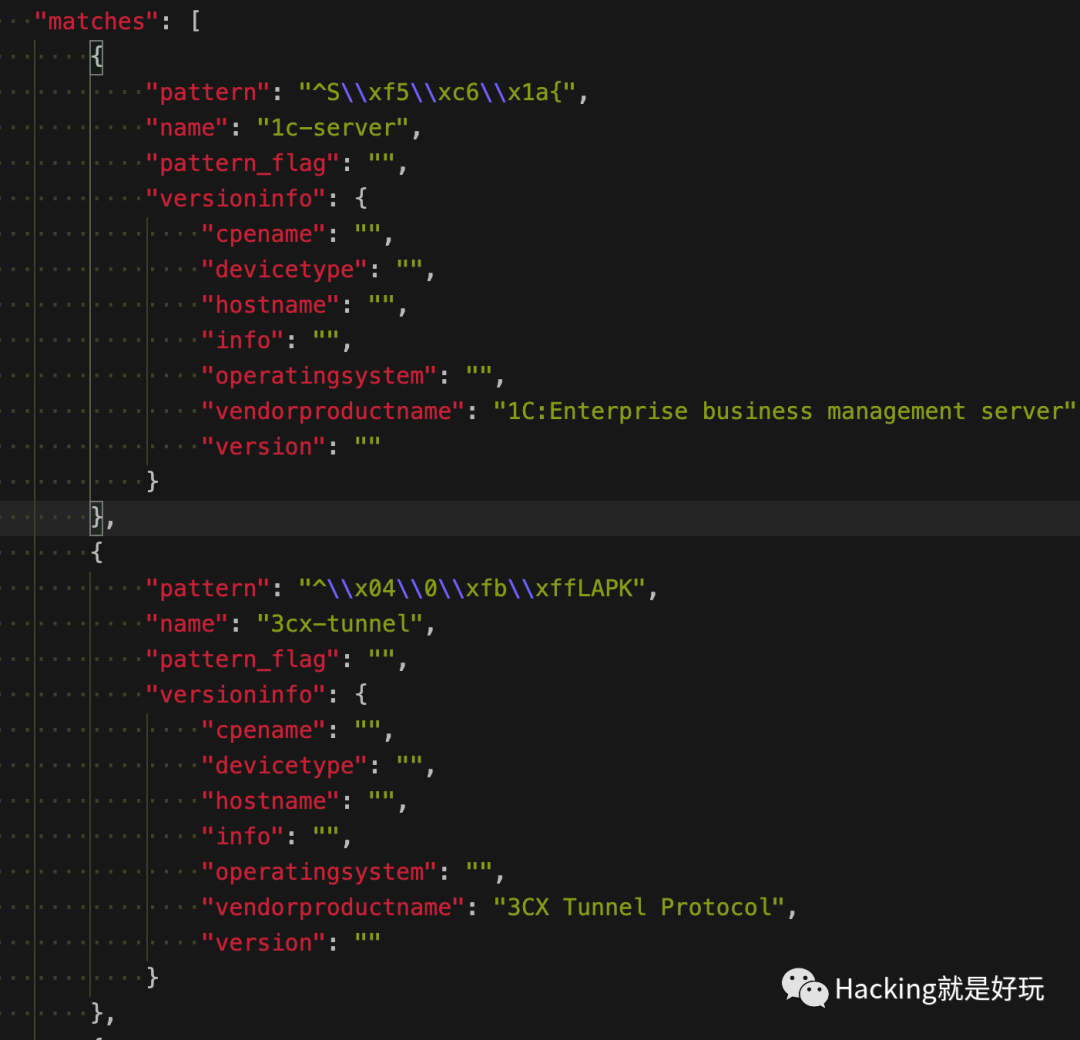 "matches": [
{
"pattern": "^S\\xf5\\xc6\\x1a{",
"name": "1c-server",
"pattern_flag": "",
"versioninfo": {
"cpename": "",
"devicetype": "",
"hostname": "",
"info": "",
"operatingsystem": "",
"vendorproductname": "1C:Enterprise business management server"
"version": ""
}
},
{
"pattern": "^\\x04\\0\\xfb\\xffLAPK",
"name": "3cx-tunnel",
"pattern_flag": "",
"versioninfo": {
"cpename": "",
"devicetype": "",
"hostname": "",
"info": "",
"operatingsystem": "",
"vendorproductname": "3CX Tunnel Protocol",
"version": ""
}
},
Hacking就是好玩